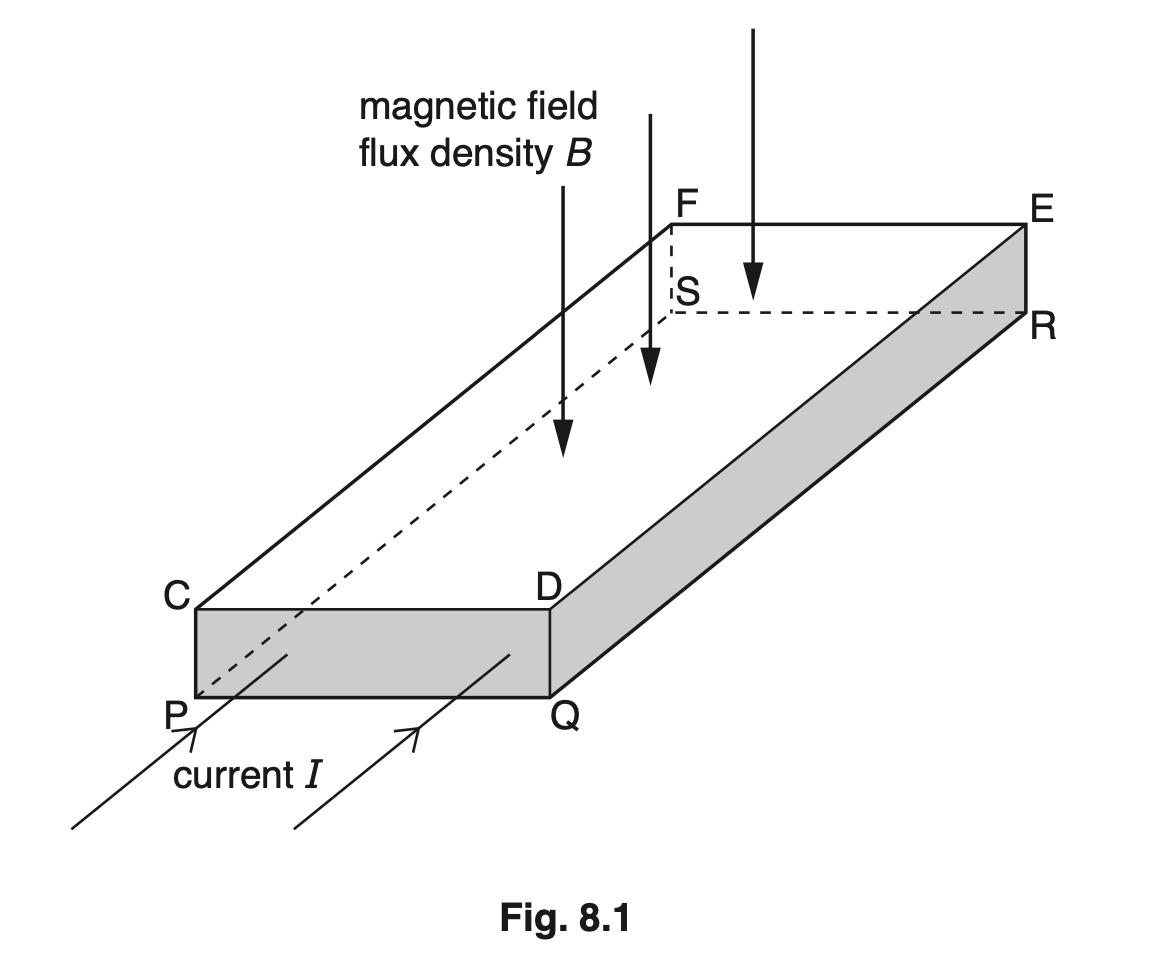 magnetic field
flux density B
F
E
S
R
C
D
P
Q
current I
Fig. 8.1